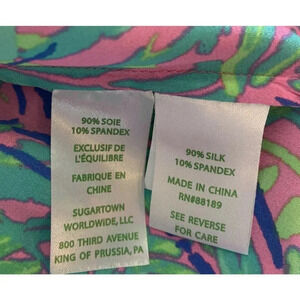 90% SOIE
10% SPANDEX
EXCLUSIF DE
L'ÉQUILIBRE
FABRIQUE EN
CHINE
SUGARTOWN
WORLDWIDE, LLC
800 THIRD AVENUE
KING OF PRUSSIA, PA
90% SILK
10% SPANDEX
MADE IN CHINA
RN#88189
SEE REVERSE
FOR CARE